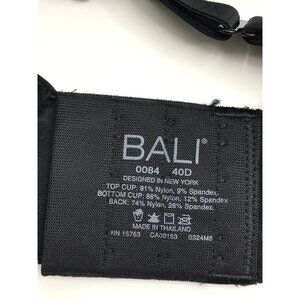 BALI®
0084 40D
DESIGNED IN NEW YORK
TOP CUP: 91% Nylon, 9% Spandex
BOTTOM CUP: 88% Nylon, 12% Spandex
BACK: 74% Nylon, 26% Spandex
MADE IN THAILAND
RN 15763 CA00153 0324M8